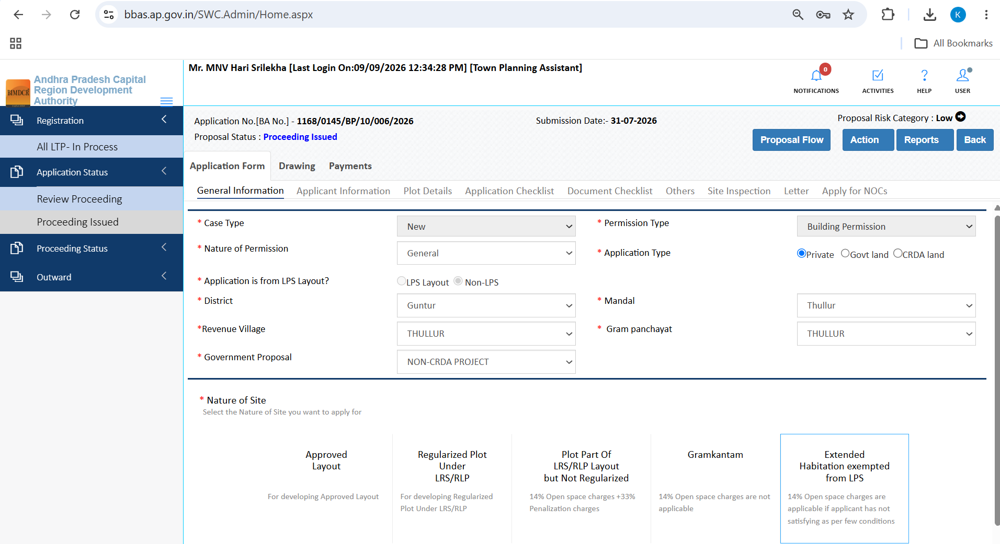 bbas.ap.gov.in/SWC.Admin/Home.aspx
K
All Bookmarks
BIMDCR
Andhra Pradesh Capital
Region Development
Authority
Mr. MNV Hari Srilekha [Last Login On:09/09/2026 12:34:28 PM] [Town Planning Assistant]
0
NOTIFICATIONS
ACTIVITIES
HELP
USER
Registration
All LTP- In Process
Application Status
Review Proceeding
Proceeding Issued
Proceeding Status
Outward
Application No.[BA No.] - 1168/0145/BP/10/006/2026
Submission Date:- 31-07-2026
Proposal Risk Category : Low
Proposal Status : Proceeding Issued
Proposal Flow
Action
Reports
Back
Application Form
Drawing
Payments
General Information
Applicant Information
Plot Details
Application Checklist
Document Checklist
Others
Site Inspection
Letter
Apply for NOCs
* Case Type
New
* Permission Type
Building Permission
* Nature of Permission
General
* Application Type
Private
Govt land
CRDA land
* Application is from LPS Layout?
LPS Layout
Non-LPS
* District
Guntur
* Mandal
Thullur
*Revenue Village
THULLUR
* Gram panchayat
THULLUR
* Government Proposal
NON-CRDA PROJECT
* Nature of Site
Select the Nature of Site you want to apply for
Approved
Layout
For developing Approved Layout
Regularized Plot
Under
LRS/RLP
For developing Regularized
Plot Under LRS/RLP
Plot Part Of
LRS/RLP Layout
but Not Regularized
14% Open space charges +33%
Penalization charges
Gramkantam
14% Open space charges are not
applicable
Extended
Habitation exempted
from LPS
14% Open space charges are
applicable if applicant has not
satisfying as per few conditions